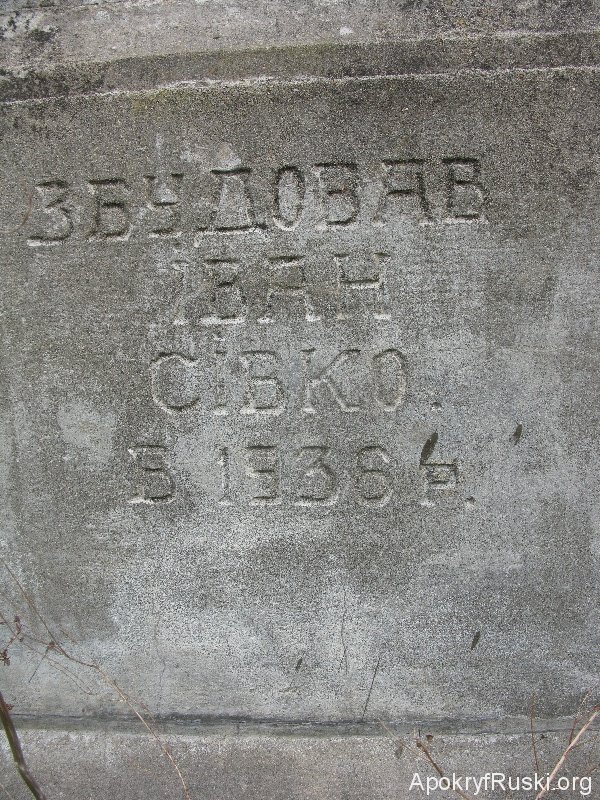 ЗБУДОВАВ
ІВАН
СІВКО.
В 1938 Р.
ApokryfRuski.org